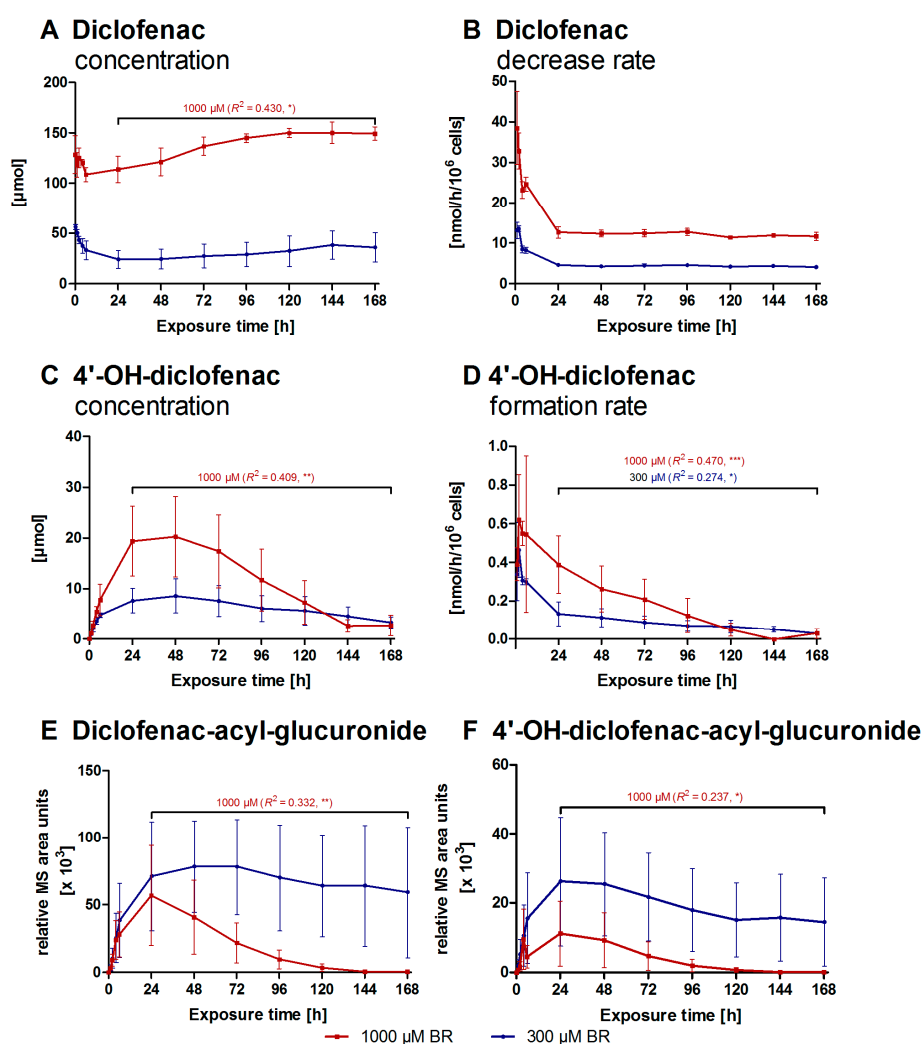 A Diclofenac
concentration
200
150
100
50
0
[µmol]
1000 µM (R² = 0.430, *)
0 24 48 72 96 120 144 168
Exposure time [h]
B Diclofenac
decrease rate
50
40
30
20
10
0
[nmol/h/10⁶ cells]
0 24 48 72 96 120 144 168
Exposure time [h]
C 4'-OH-diclofenac
concentration
40
30
20
10
0
[µmol]
1000 µM (R² = 0.409, **)
0 24 48 72 96 120 144 168
Exposure time [h]
D 4'-OH-diclofenac
formation rate
1.0
0.8
0.6
0.4
0.2
0.0
[nmol/h/10⁶ cells]
1000 µM (R² = 0.470, ***)
300 µM (R² = 0.274, *)
0 24 48 72 96 120 144 168
Exposure time [h]
E Diclofenac-acyl-glucuronide
150
100
50
0
relative MS area units
[x 10³]
1000 µM (R² = 0.332, **)
0 24 48 72 96 120 144 168
Exposure time [h]
F 4'-OH-diclofenac-acyl-glucuronide
60
40
20
0
relative MS area units
[x 10³]
1000 µM (R² = 0.237, *)
0 24 48 72 96 120 144 168
Exposure time [h]
1000 µM BR 300 µM BR